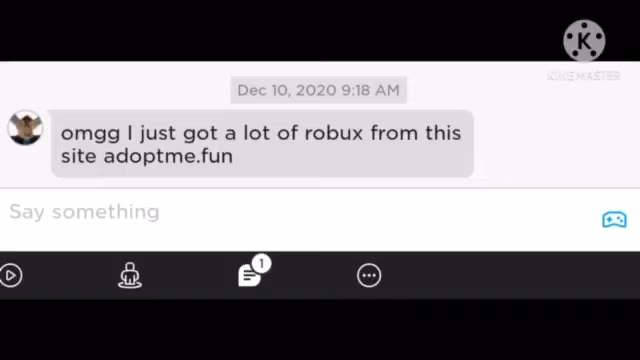 K
KINEMASTER
Dec 10, 2020 9:18 AM
omgg I just got a lot of robux from this
site adoptme.fun
Say something
1